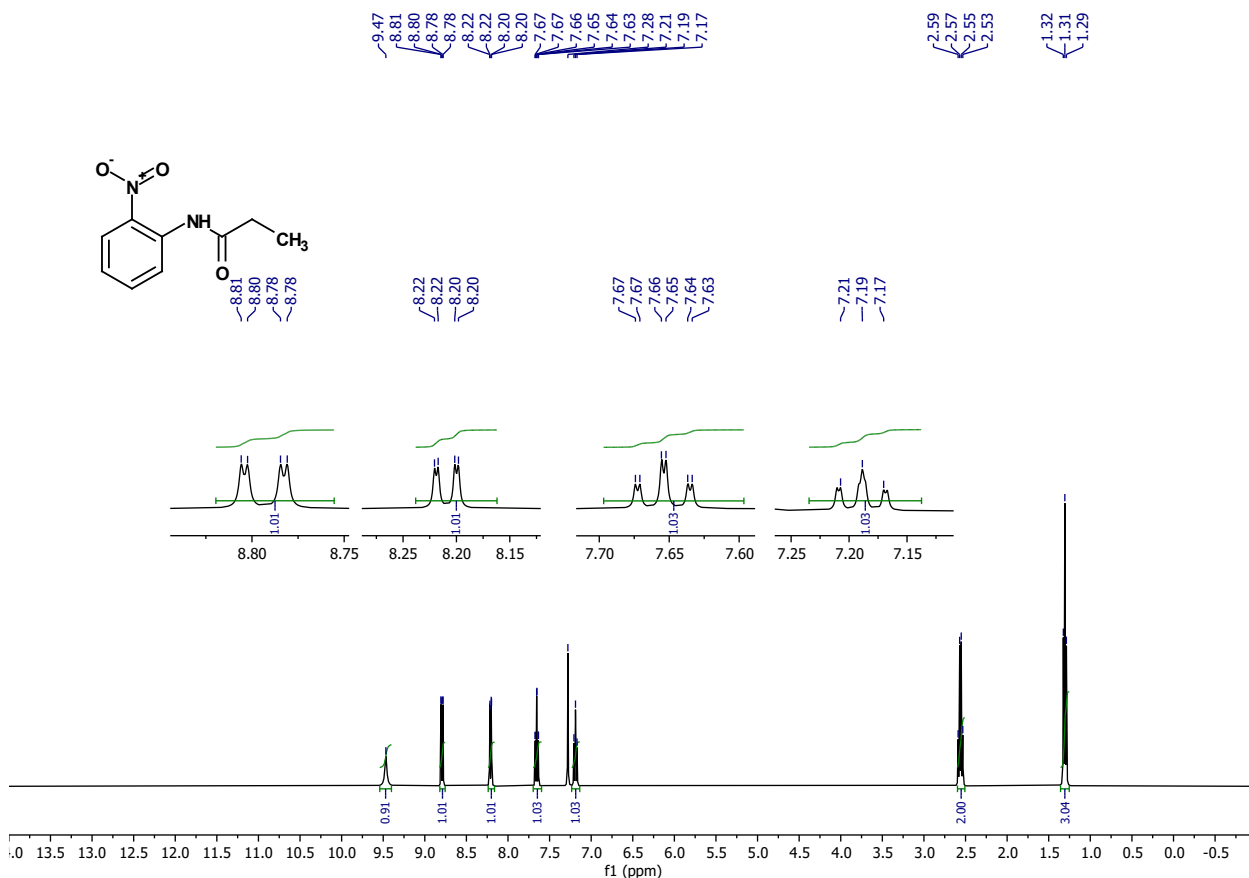 9.47 8.81 8.80 8.78 8.78 8.22 8.22 8.20 8.20 7.67 7.67 7.66 7.65 7.64 7.63 7.28 7.21 7.19 7.17 2.59 2.57 2.55 2.53 1.32 1.31 1.29
O- O
N+
NH
CH3
O
8.81 8.80 8.78 8.78 8.22 8.22 8.20 8.20 7.67 7.67 7.66 7.65 7.64 7.63 7.21 7.19 7.17
1.01 1.01 1.03 1.03
8.80 8.75 8.25 8.20 8.15 7.70 7.65 7.60 7.25 7.20 7.15
0.91 1.01 1.01 1.03 1.03 2.00 3.04
.0 13.5 13.0 12.5 12.0 11.5 11.0 10.5 10.0 9.5 9.0 8.5 8.0 7.5 7.0 6.5 6.0 5.5 5.0 4.5 4.0 3.5 3.0 2.5 2.0 1.5 1.0 0.5 0.0 -0.5
f1 (ppm)